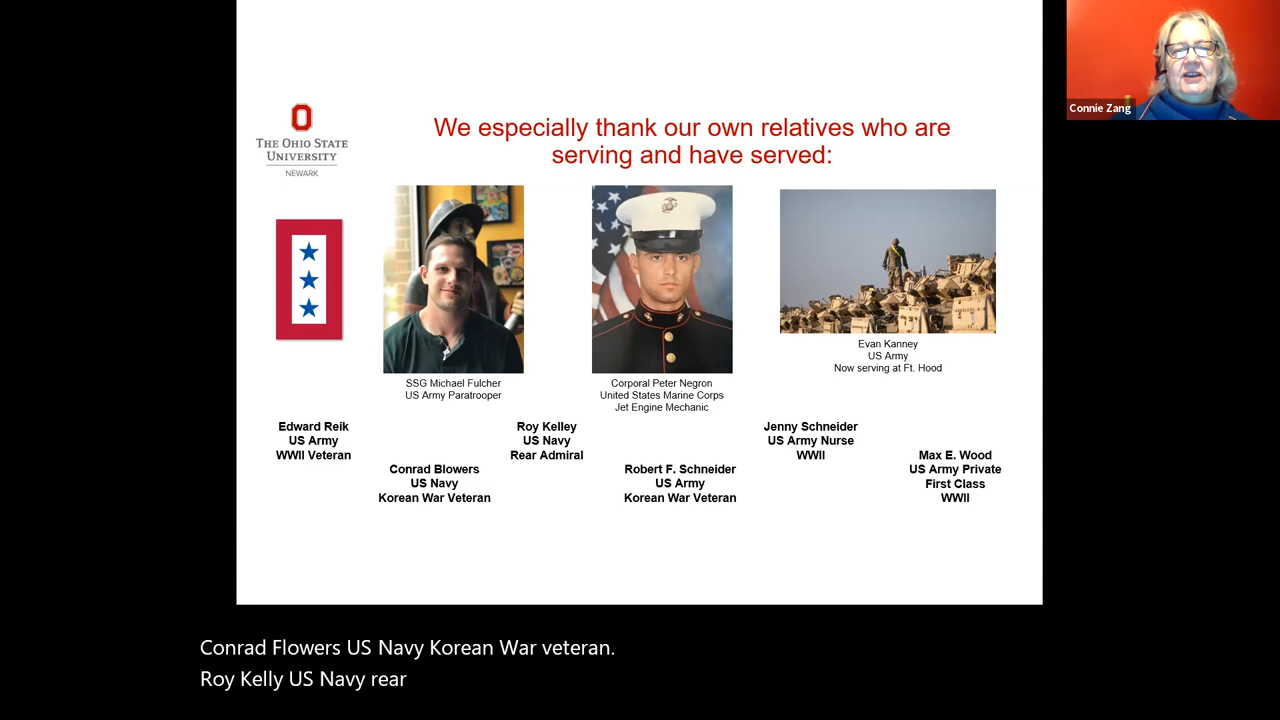 Connie Zang
O
THE OHIO STATE
UNIVERSITY
NEWARK
We especially thank our own relatives who are
serving and have served:
SSG Michael Fulcher
US Army Paratrooper
Corporal Peter Negron
United States Marine Corps
Jet Engine Mechanic
Evan Kanney
US Army
Now serving at Ft. Hood
Edward Reik
US Army
WWII Veteran
Conrad Blowers
US Navy
Korean War Veteran
Roy Kelley
US Navy
Rear Admiral
Robert F. Schneider
US Army
Korean War Veteran
Jenny Schneider
US Army Nurse
WWII
Max E. Wood
US Army Private
First Class
WWII
Conrad Flowers US Navy Korean War veteran.
Roy Kelly US Navy rear